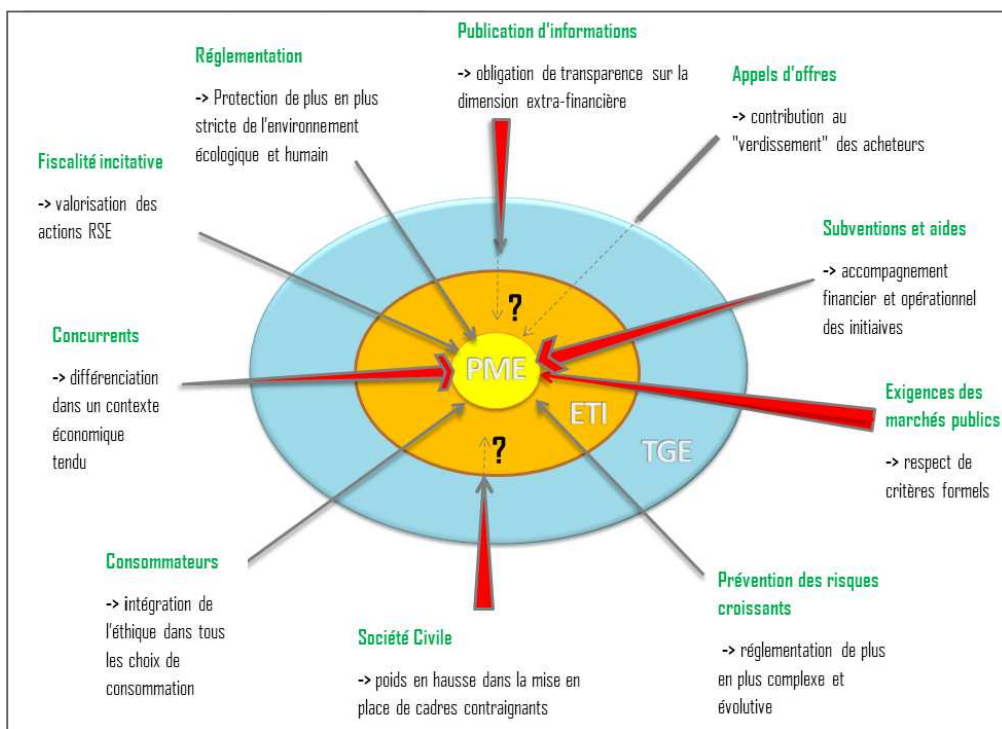 Publication d'informations
-> obligation de transparence sur la
dimension extra-financière
Réglementation
-> Protection de plus en plus
stricte de l'environnement
écologique et humain
Appels d'offres
-> contribution au
"verdissement" des acheteurs
Fiscalité incitative
-> valorisation des
actions RSE
Subventions et aides
-> accompagnement
financier et opérationnel
des initiaives
Concurrents
-> différenciation
dans un contexte
économique
tendu
?
PME
ETI
TGE
?
Exigences des
marchés publics
-> respect de
critères formels
Consommateurs
-> intégration de
l'éthique dans tous
les choix de
consommation
Société Civile
-> poids en hausse dans la mise en
place de cadres contraignants
Prévention des risques
croissants
-> réglementation de plus
en plus complexe et
évolutive